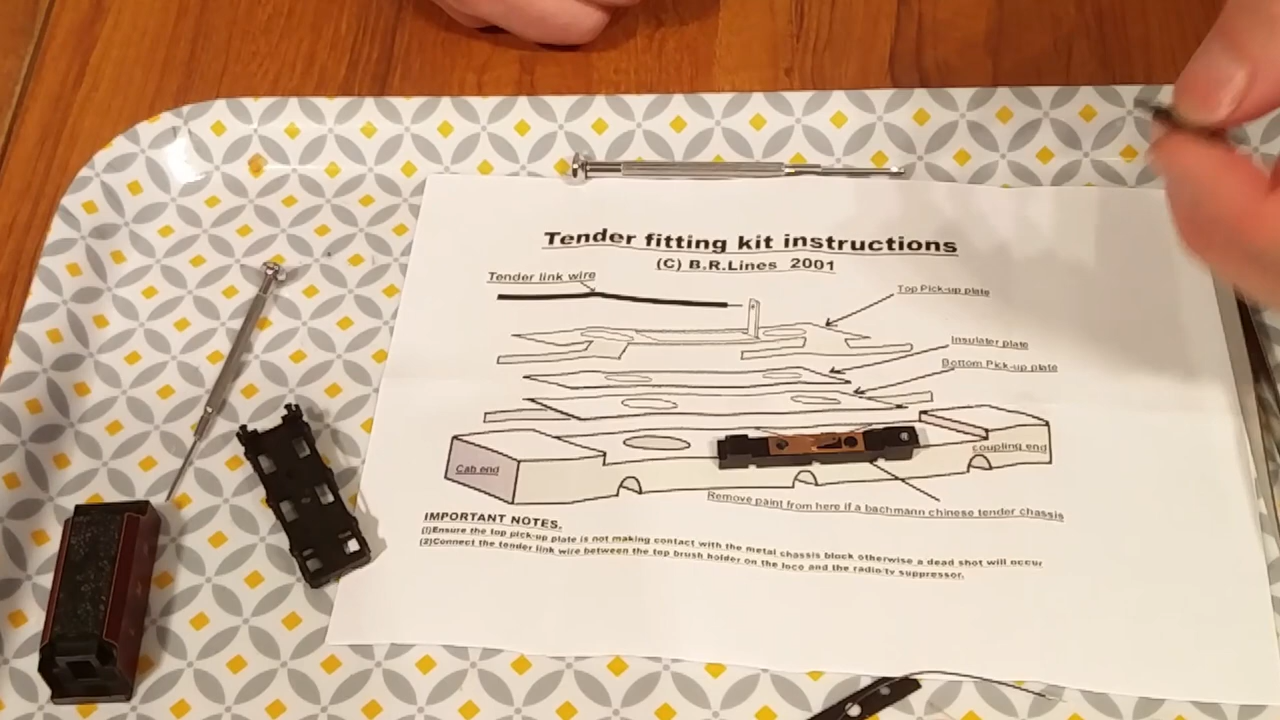 Tender fitting kit instructions
(C) B.R.Lines 2001
Tender link wire
Top Pick-up plate
Insulater plate
Bottom Pick-up plate
Cab end
coupling end
Remove paint from here if a bachmann chinese tender chassis
IMPORTANT NOTES.
(1)Ensure the top pick-up plate is not making contact with the metal chassis block otherwise a dead shot will occur
(2)Connect the tender link wire between the top brush holder on the loco and the radio/tv suppressor.